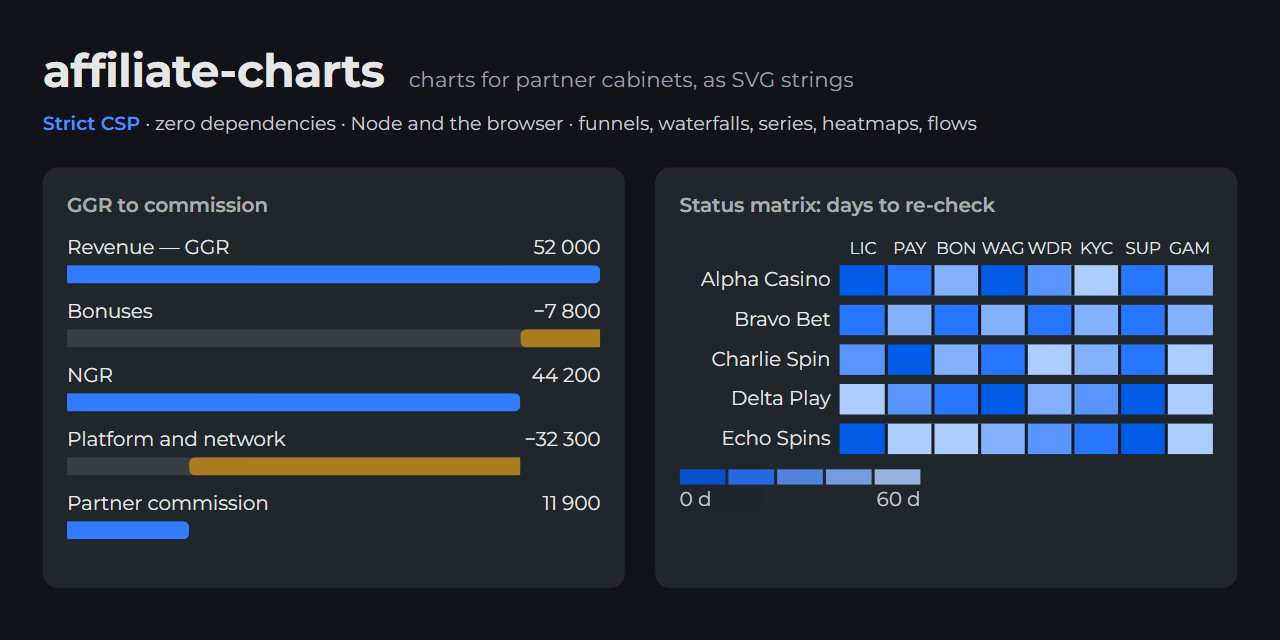 affiliate-charts charts for partner cabinets, as SVG strings
Strict CSP · zero dependencies · Node and the browser · funnels, waterfalls, series, heatmaps, flows
GGR to commission
Revenue — GGR 52 000
Bonuses −7 800
NGR 44 200
Platform and network −32 300
Partner commission 11 900
Status matrix: days to re-check
LIC PAY BON WAG WDR KYC SUP GAM
Alpha Casino
Bravo Bet
Charlie Spin
Delta Play
Echo Spins
0 d 60 d